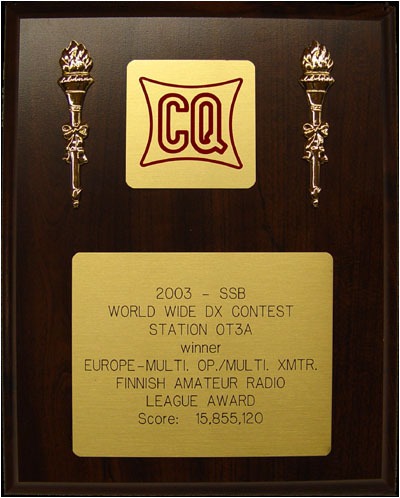 CQ
2003 - SSB
WORLD WIDE DX CONTEST
STATION OT3A
winner
EUROPE-MULTI. OP./MULTI. XMTR.
FINNISH AMATEUR RADIO
LEAGUE AWARD
Score: 15,855,120